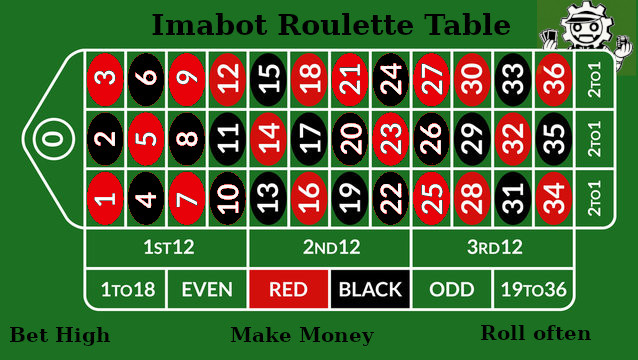 Imabot Roulette Table
3 6 9 12 15 18 21 24 27 30 33 36 2TO1
0
2 5 8 11 14 17 20 23 26 29 32 35 2TO1
1 4 7 10 13 16 19 22 25 28 31 34 2TO1
1ST12 2ND12 3RD12
1TO18 EVEN RED BLACK ODD 19TO36
Bet High Make Money Roll often